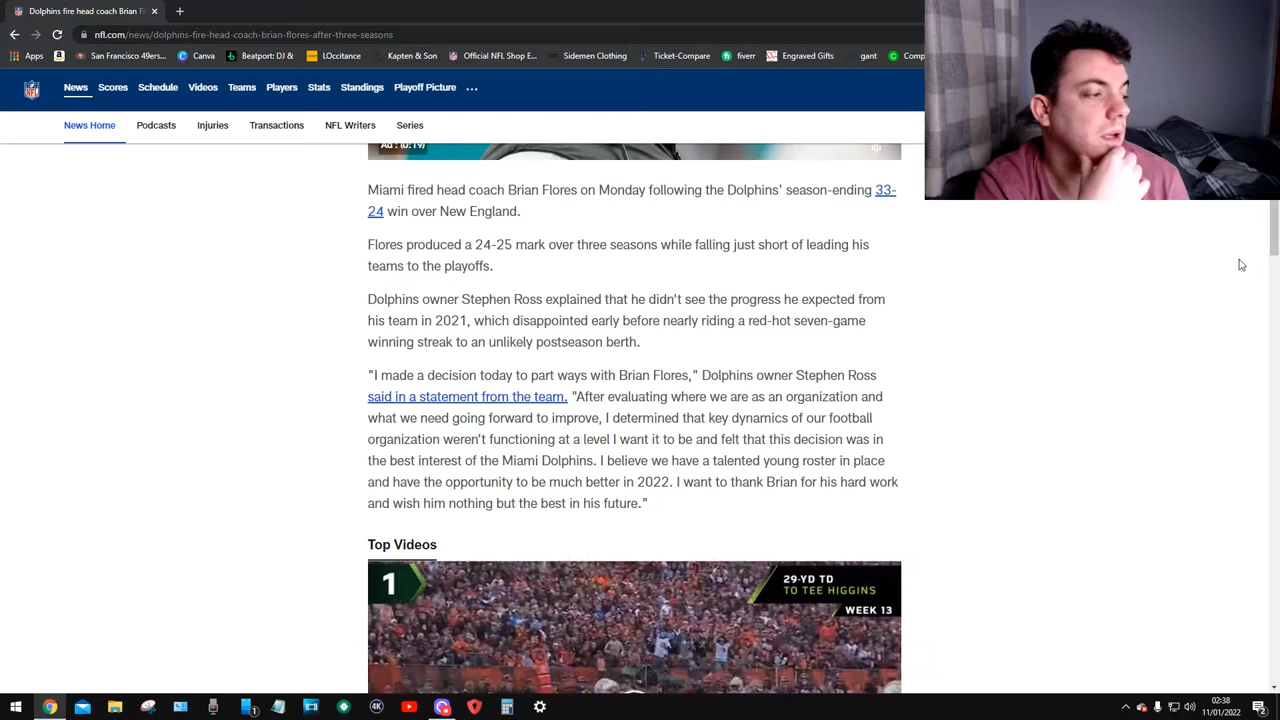 Dolphins fire head coach Brian F
nfl.com/news/dolphins-fire-head-coach-brian-flores-after-three-seasons
Apps
San Francisco 49ers...
Canva
Beatport: DJ &
LOccitance
Kapten & Son
Official NFL Shop E...
Sidemen Clothing
Ticket-Compare
fiverr
Engraved Gifts
gant
Comp
News Scores Schedule Videos Teams Players Stats Standings Playoff Picture ...
News Home Podcasts Injuries Transactions NFL Writers Series
Ad : (0:19)
Miami fired head coach Brian Flores on Monday following the Dolphins' season-ending 33-
24 win over New England.
Flores produced a 24-25 mark over three seasons while falling just short of leading his
teams to the playoffs.
Dolphins owner Stephen Ross explained that he didn't see the progress he expected from
his team in 2021, which disappointed early before nearly riding a red-hot seven-game
winning streak to an unlikely postseason berth.
"I made a decision today to part ways with Brian Flores," Dolphins owner Stephen Ross
said in a statement from the team. "After evaluating where we are as an organization and
what we need going forward to improve, I determined that key dynamics of our football
organization weren't functioning at a level I want it to be and felt that this decision was in
the best interest of the Miami Dolphins. I believe we have a talented young roster in place
and have the opportunity to be much better in 2022. I want to thank Brian for his hard work
and wish him nothing but the best in his future."
Top Videos
1
29-YD TD
TO TEE HIGGINS
WEEK 13
4K
02:38
11/01/2022